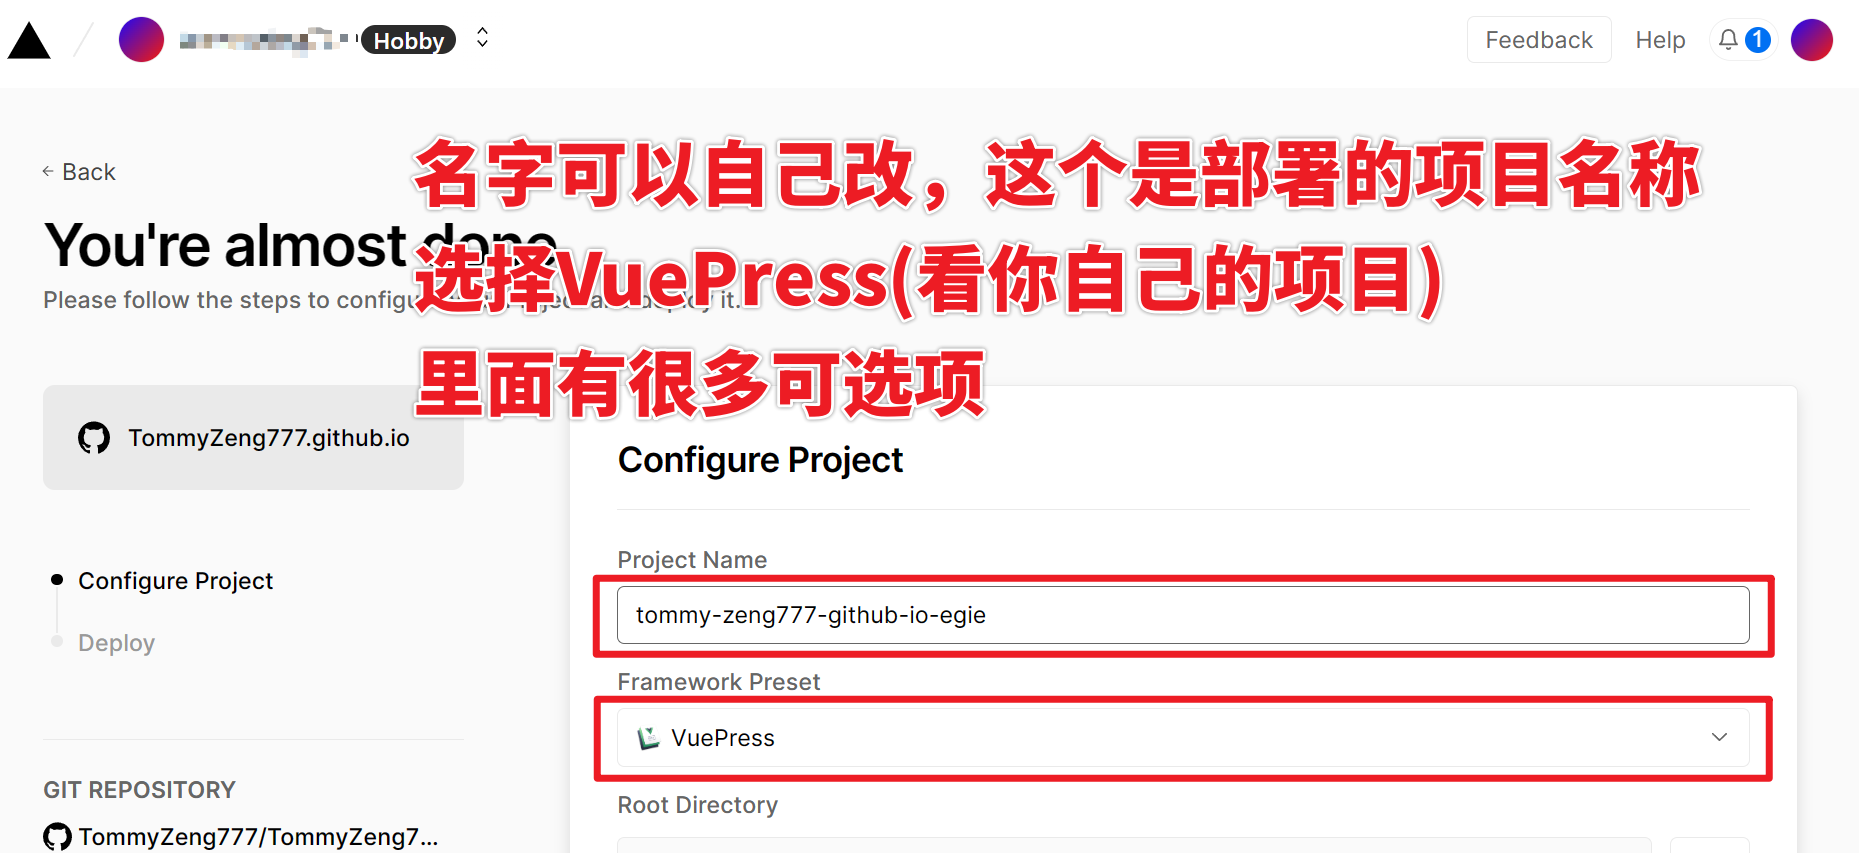 Hobby
Feedback
Help
1
← Back
名字可以自己改，这个是部署的项目名称
You're almost done
选择VuePress(看你自己的项目)
Please follow the steps to configu
ject and deploy it.
里面有很多可选项
TommyZeng777.github.io
Configure Project
Deploy
GIT REPOSITORY
TommyZeng777/TommyZeng7...
Configure Project
Project Name
tommy-zeng777-github-io-egie
Framework Preset
VuePress
Root Directory